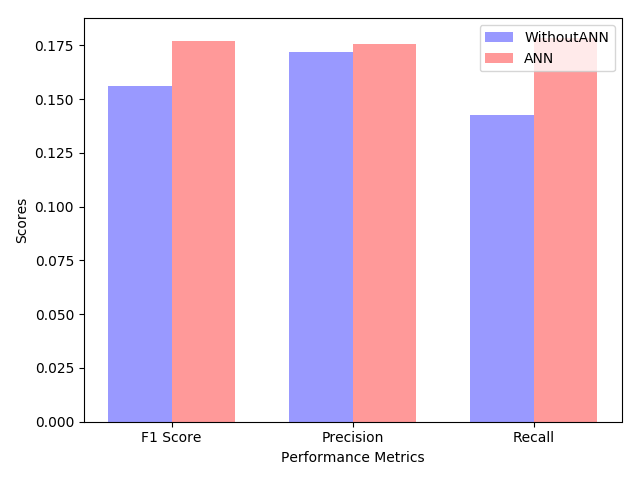 WithoutANN
ANN
Scores
0.175
0.150
0.125
0.100
0.075
0.050
0.025
0.000
F1 Score
Precision
Recall
Performance Metrics